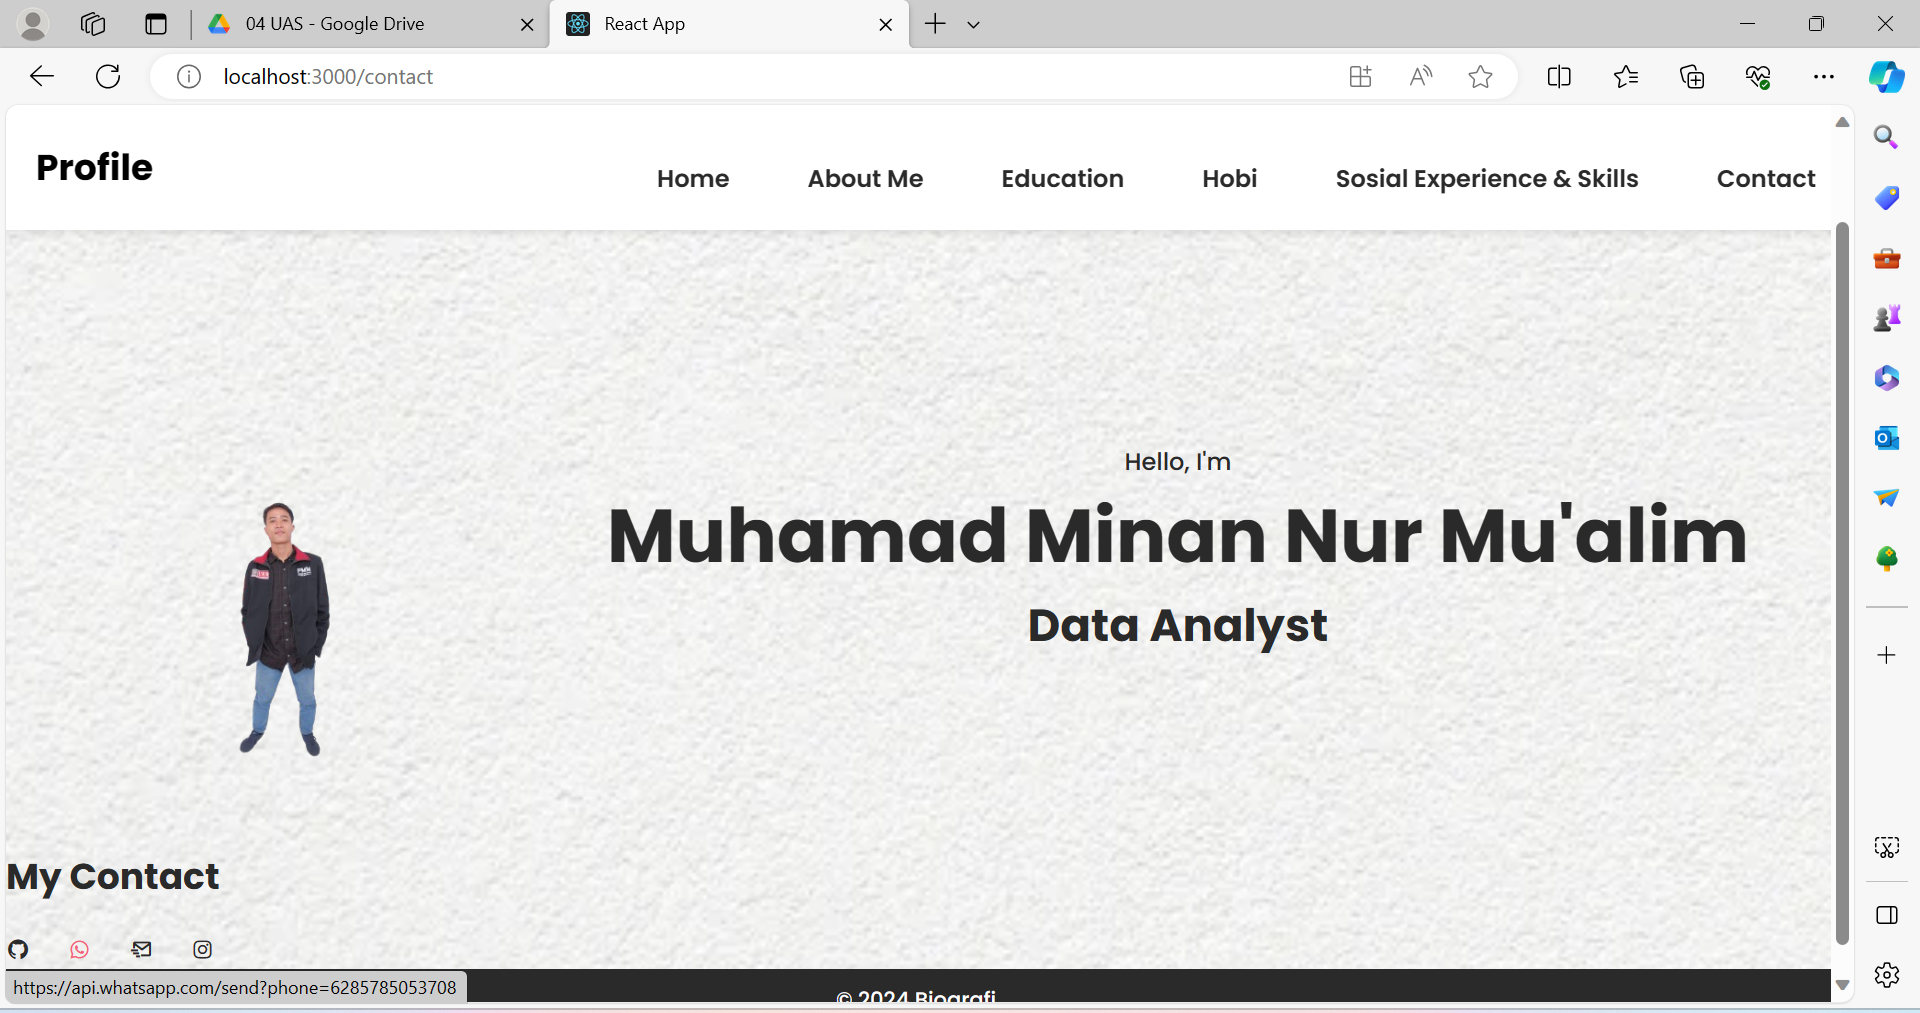 04 UAS - Google Drive
React App
localhost:3000/contact
Profile
Home
About Me
Education
Hobi
Sosial Experience & Skills
Contact
Hello, I'm
Muhamad Minan Nur Mu'alim
Data Analyst
My Contact
https://api.whatsapp.com/send?phone=6285785053708
© 2024 Biografi